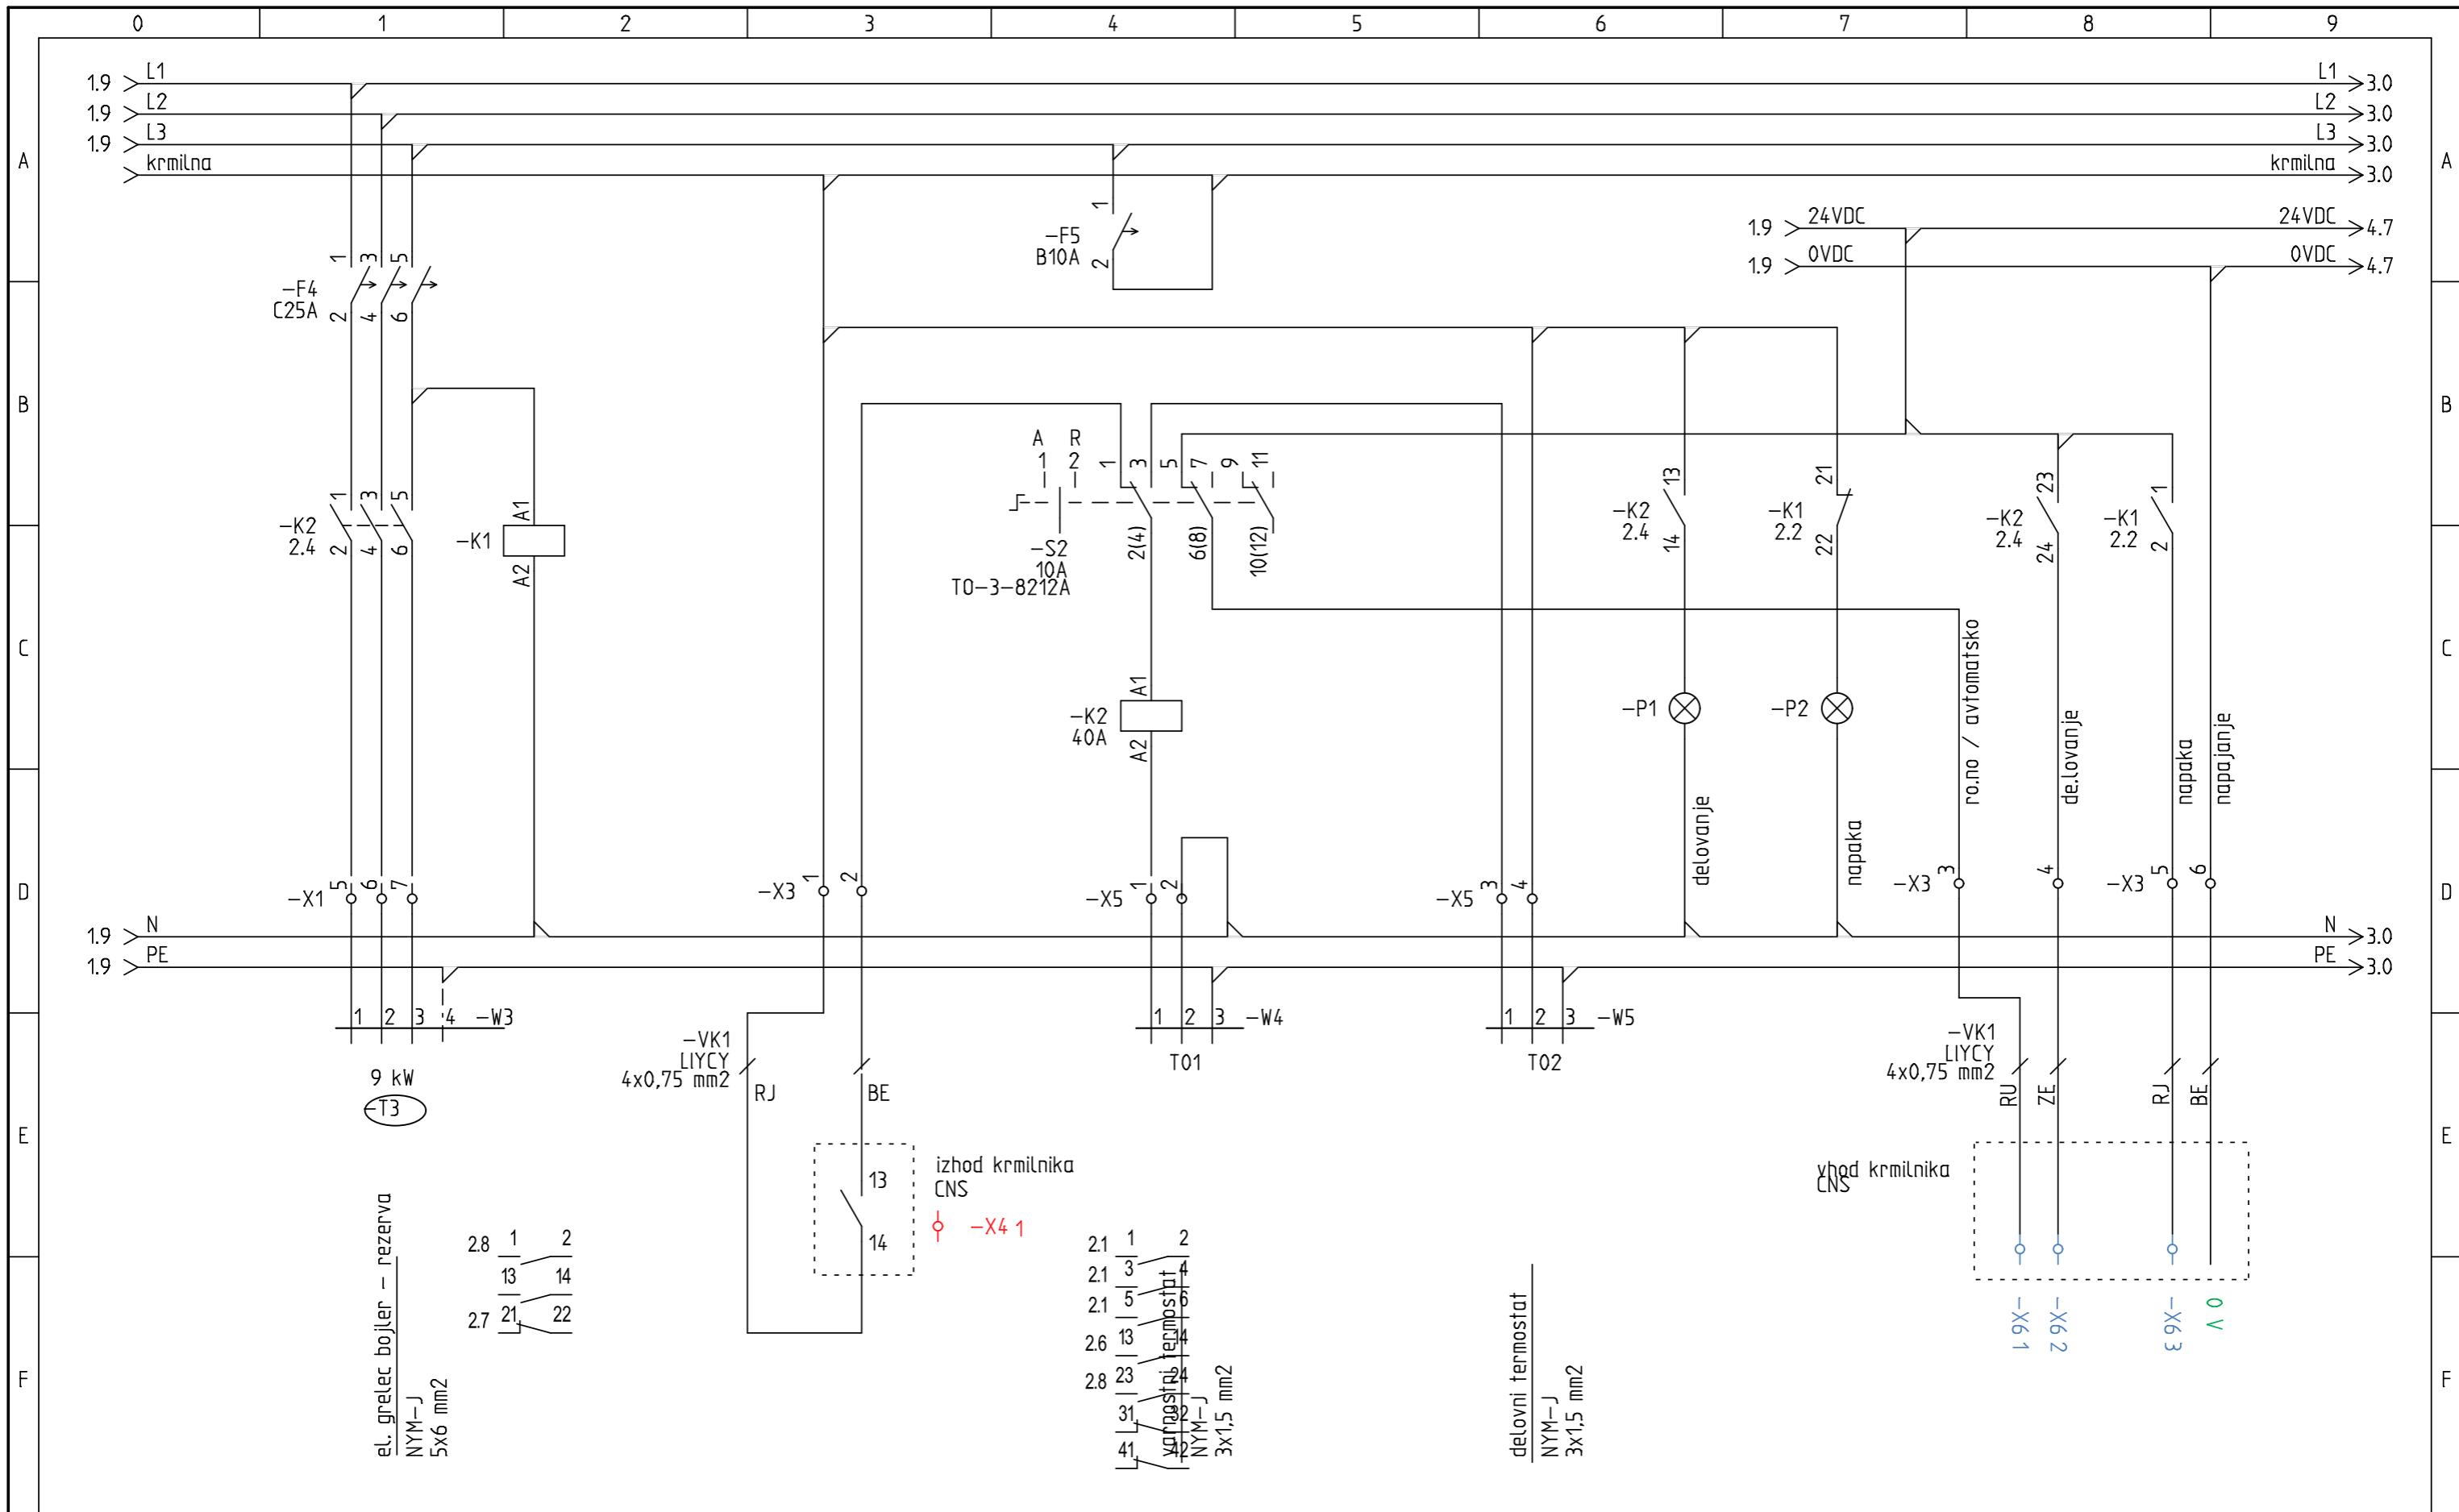 0 1 2 3 4 5 6 7 8 9
1.9 L1 L1 3.0
1.9 L2 L2 3.0
1.9 L3 L3 3.0
A krmilna krmilna 3.0 A
1.9 24VDC 24VDC 4.7
1.9 0VDC 0VDC 4.7
1
-F5
B10A
2
1 3 5
-F4
C25A
2 4 6
B B
A R
1 2
1 3 5 7 9 11
1 3 5
-K2
2.4
2 4 6
A1
-K1
A2
-S2
10A
T0-3-8212A
2(4) 6(8) 10(12)
13
-K2
2.4
14
21
-K1
2.2
22
23
-K2
2.4
24
1
-K1
2.2
2
C C
A1
-K2
40A
A2
-P1
-P2
ro.no / avtomatsko
de.lovanje
napaka
napajanje
delovanje
napaka
D D
-X1 5 6 7
-X3 1 2
-X5 1 2
-X5 3 4
-X3 3 4
-X3 5 6
1.9 N N 3.0
1.9 PE PE 3.0
1 2 3 4 -W3
1 2 3 -W4
1 2 3 -W5
9 kW
-T3
-VK1
LIYCY
4x0,75 mm2
RJ BE
T01
T02
-VK1
LIYCY
4x0,75 mm2
RU ZE RJ BE
E E
13
14
izhod krmilnika
CNS
-X4 1
vhod krmilnika
CNS
-X6 1
-X6 2
-X6 3
0 V
el. grelec bojler - rezerva
NYM-J
5x6 mm2
2.8 1 2
13 14
2.7 21 22
2.1 1 2
2.1 3 4
2.1 5 6
2.6 13 14
2.8 23 24
31 32
41 42
varnostni termostat
NYM-J
3x1,5 mm2
delovni termostat
NYM-J
3x1,5 mm2
F F